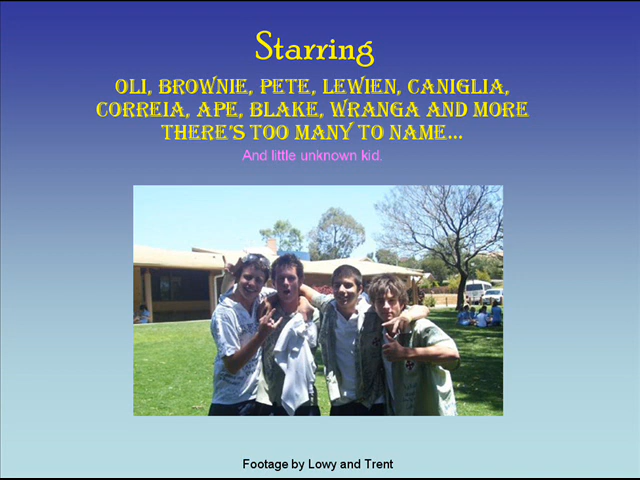 Starring
OLI, BROWNIE, PETE, LEWIEN, CANIGLIA,
CORREIA, APE, BLAKE, WRANGA AND MORE
THERE'S TOO MANY TO NAME...
And little unknown kid.
Footage by Lowy and Trent